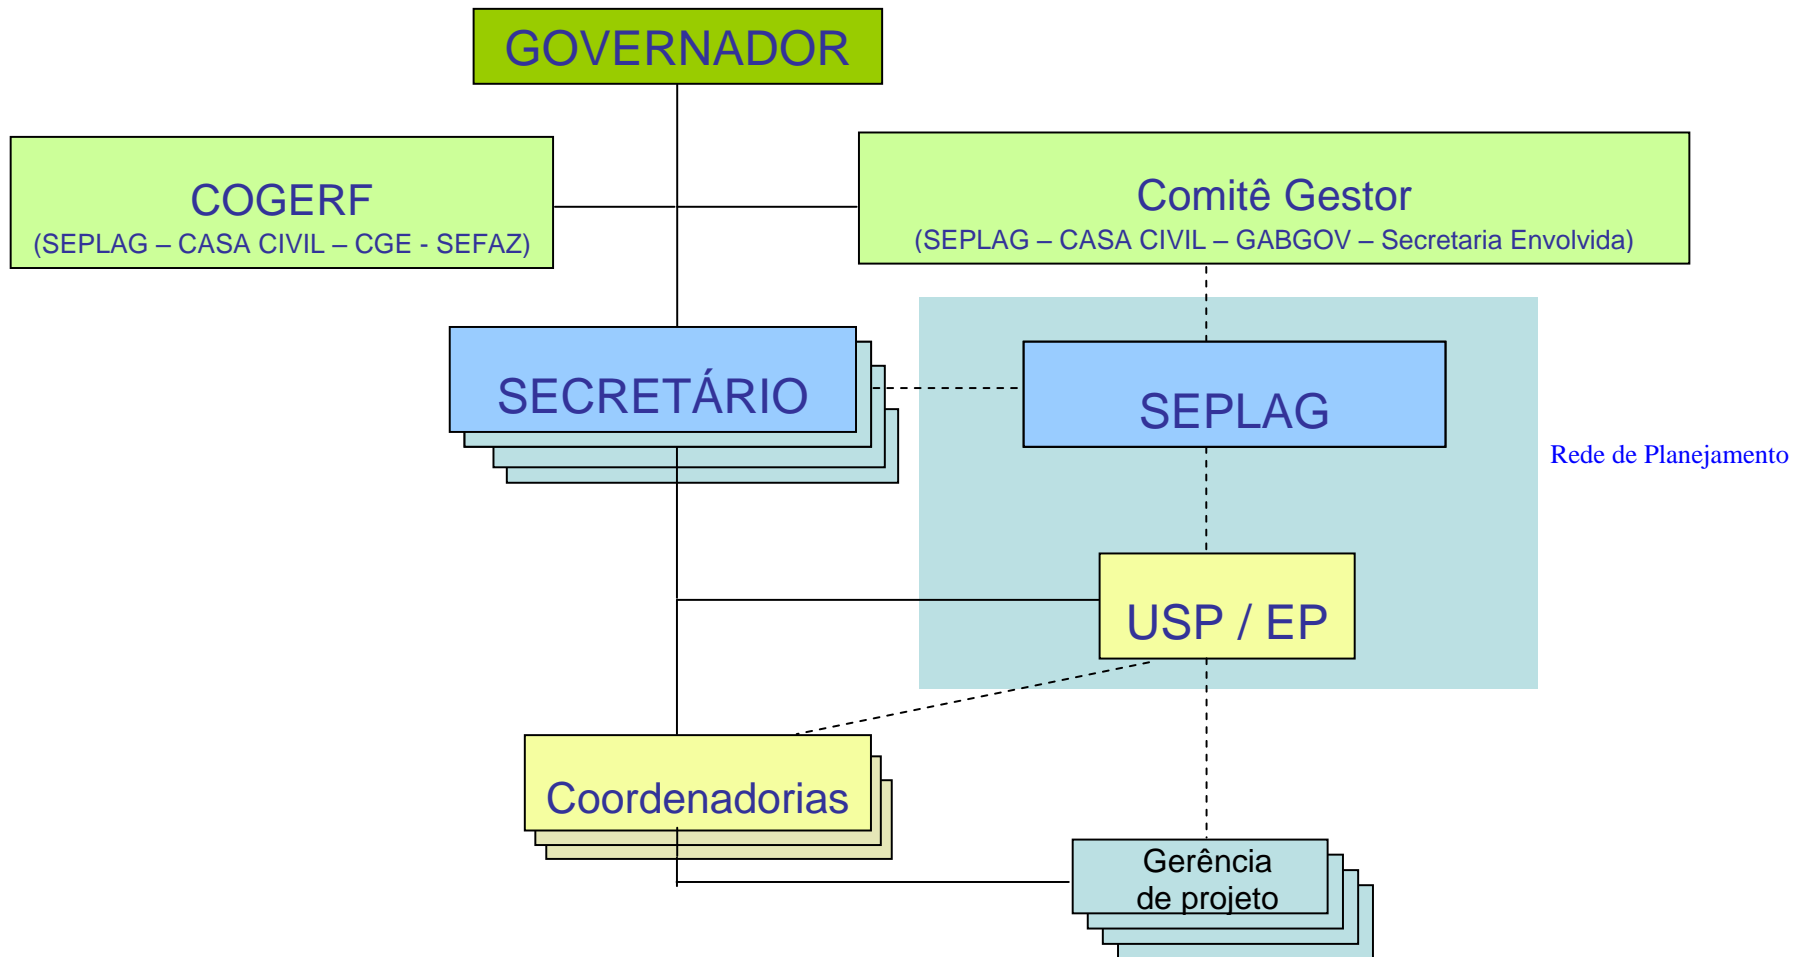 GOVERNADOR
COGERF
(SEPLAG – CASA CIVIL – CGE - SEFAZ)
Comitê Gestor
(SEPLAG – CASA CIVIL – GABGOV – Secretaria Envolvida)
SECRETÁRIO
SEPLAG
Rede de Planejamento
USP / EP
Coordenadorias
Gerência
de projeto